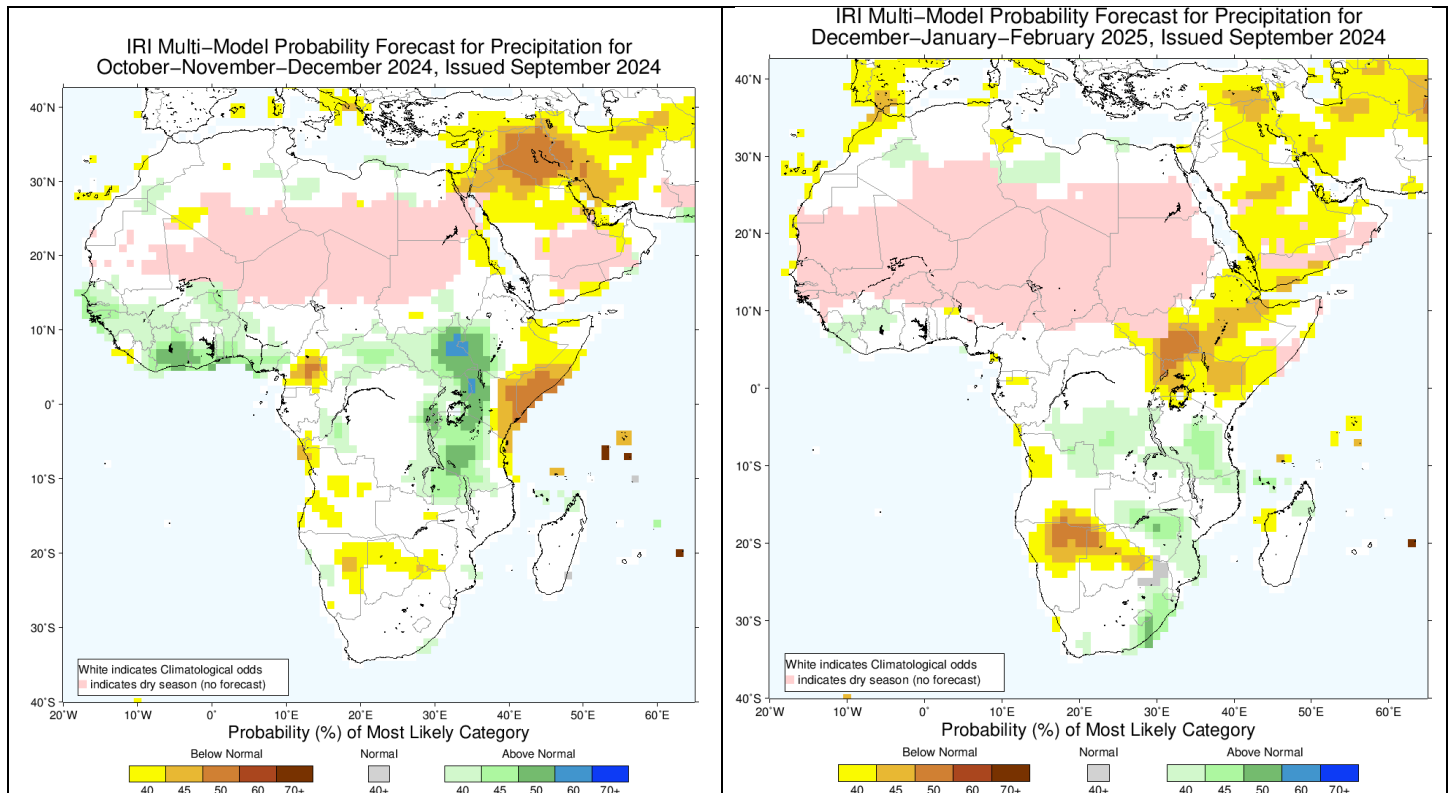 IRI Multi−Model Probability Forecast for Precipitation for
October−November−December 2024, Issued September 2024
40˚N
30˚N
20˚N
10˚N
0˚
10˚S
20˚S
30˚S
40˚S
White indicates Climatological odds
indicates dry season (no forecast)
20˚W 10˚W 0˚ 10˚E 20˚E 30˚E 40˚E 50˚E 60˚E
Probability (%) of Most Likely Category
Below Normal Normal Above Normal
40 45 50 60 70+ 40+ 40 45 50 60 70+
IRI Multi−Model Probability Forecast for Precipitation for
December−January−February 2025, Issued September 2024
40˚N
30˚N
20˚N
10˚N
0˚
10˚S
20˚S
30˚S
40˚S
White indicates Climatological odds
indicates dry season (no forecast)
20˚W 10˚W 0˚ 10˚E 20˚E 30˚E 40˚E 50˚E 60˚E
Probability (%) of Most Likely Category
Below Normal Normal Above Normal
40 45 50 60 70+ 40+ 40 45 50 60 70+